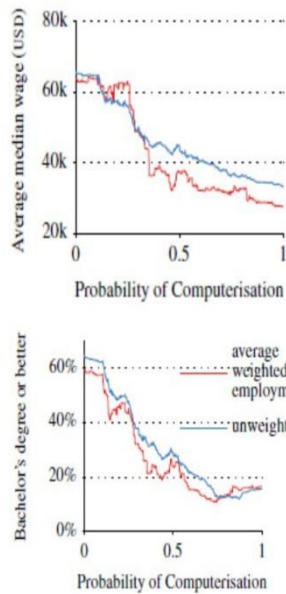 Average median wage (USD)
80k
60k
40k
20k
0
0.5
1
Probability of Computerisation
Bachelor's degree or better
60%
40%
20%
0%
average
weighted
employm
unweight
0
0.5
1
Probability of Computerisation